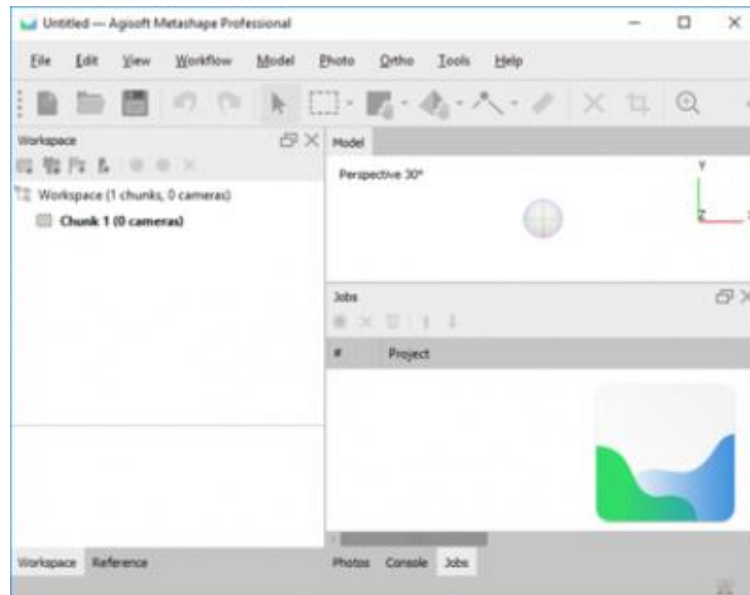 Untitled — Agisoft Metashape Professional
File Edit View Workflow Model Photo Ortho Tools Help
Workspace
Model
Workspace (1 chunks, 0 cameras)
Chunk 1 (0 cameras)
Perspective 30°
Y
Z
X
Jobs
# Project
Workspace Reference
Photos Console Jobs